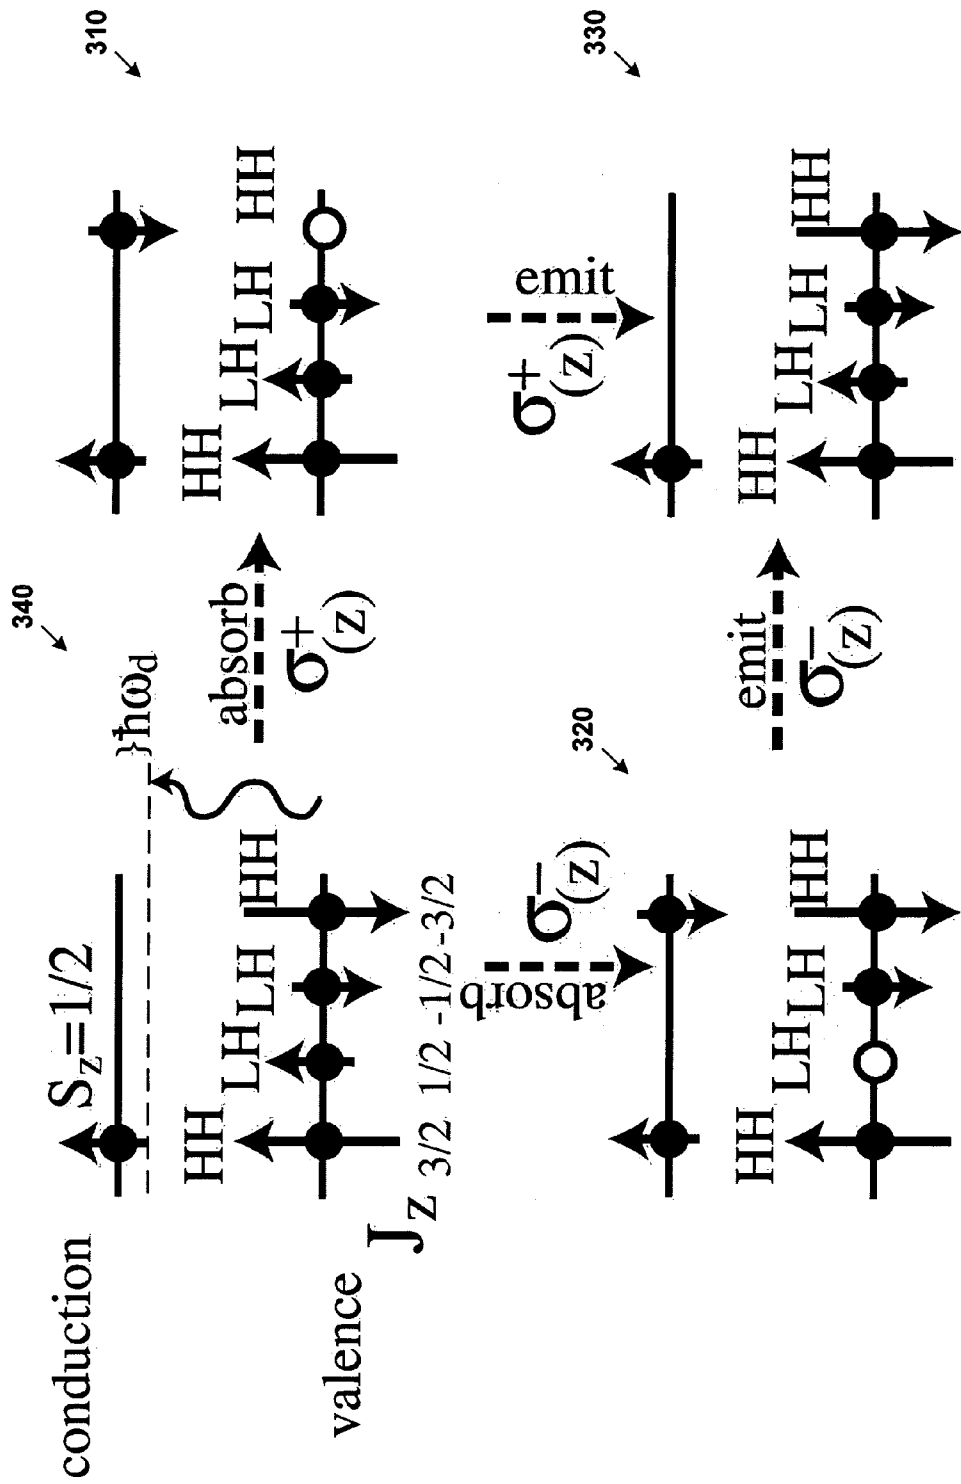 340
310
conduction
S_z=1/2
}ħω_d
HH
LH
LH
HH
valence
J_z 3/2 1/2 -1/2 -3/2
absorb
σ+
(z)
HH
LH
LH
HH
absorb
σ−
(z)
emit
σ+
(z)
320
330
HH
LH
LH
HH
emit
σ−
(z)
HH
LH
LH
HH